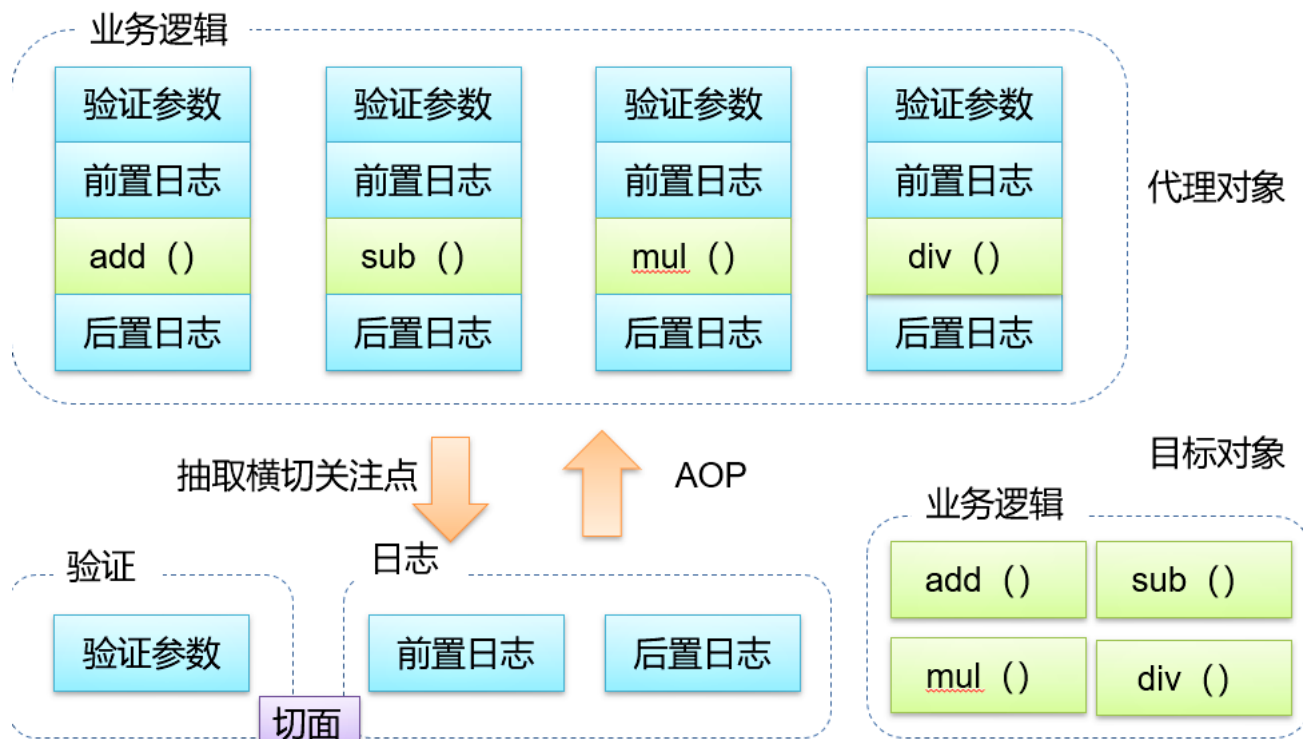 业务逻辑
验证参数 验证参数 验证参数 验证参数
前置日志 前置日志 前置日志 前置日志
代理对象
add（） sub（） mul（） div（）
后置日志 后置日志 后置日志 后置日志
抽取横切关注点
AOP
目标对象
验证
日志
业务逻辑
验证参数
前置日志 后置日志
add（） sub（）
mul（） div（）
切面